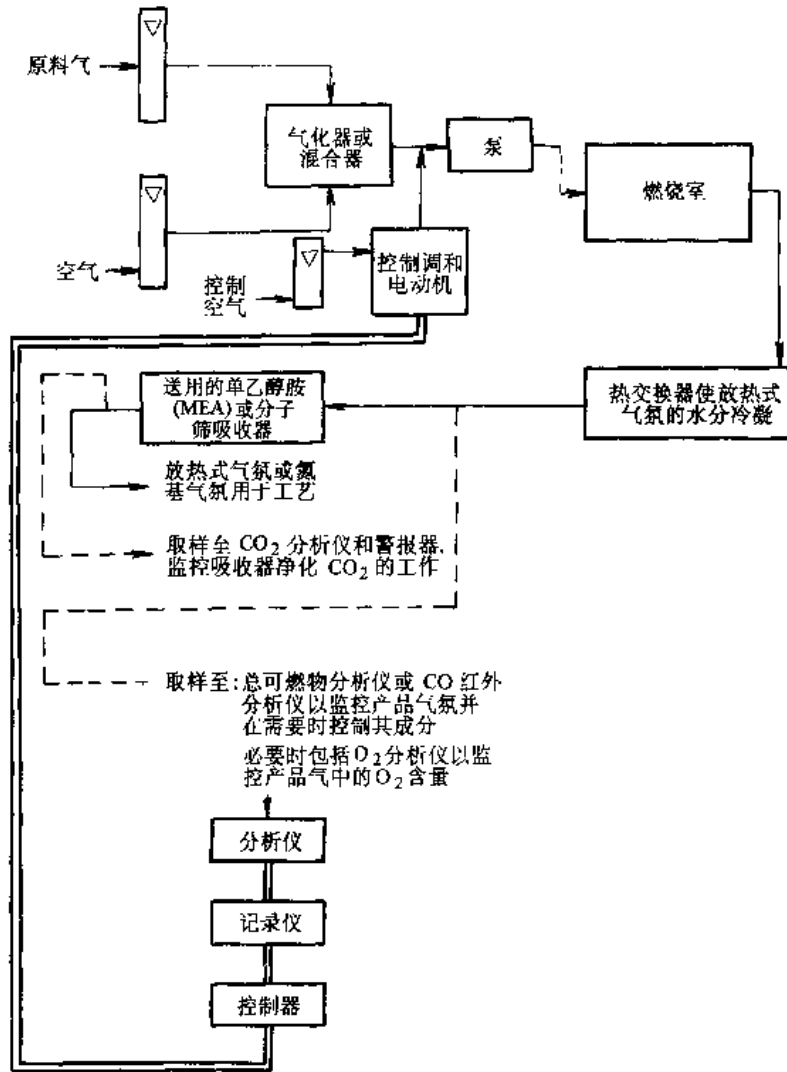 原料气
气化器或
混合器
泵
燃烧室
空气
控制
空气
控制调和
电动机
送用的单乙醇胺
(MEA)或分子
筛吸收器
热交换器使放热式
气氛的水分冷凝
放热式气氛或氮
基气氛用于工艺
取样至 CO₂ 分析仪和警报器,
监控吸收器净化 CO₂ 的工作
取样至:总可燃物分析仪或 CO 红外
分析仪以监控产品气氛并
在需要时控制其成分
必要时包括O₂分析仪以监
控产品气中的O₂含量
分析仪
记录仪
控制器